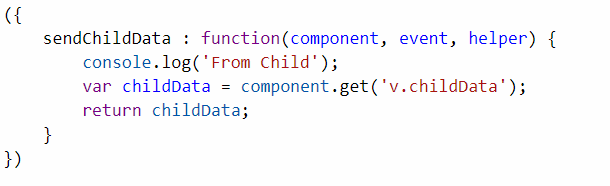 ({
    sendChildData : function(component, event, helper) {
        console.log('From Child');
        var childData = component.get('v.childData');
        return childData;
    }
})